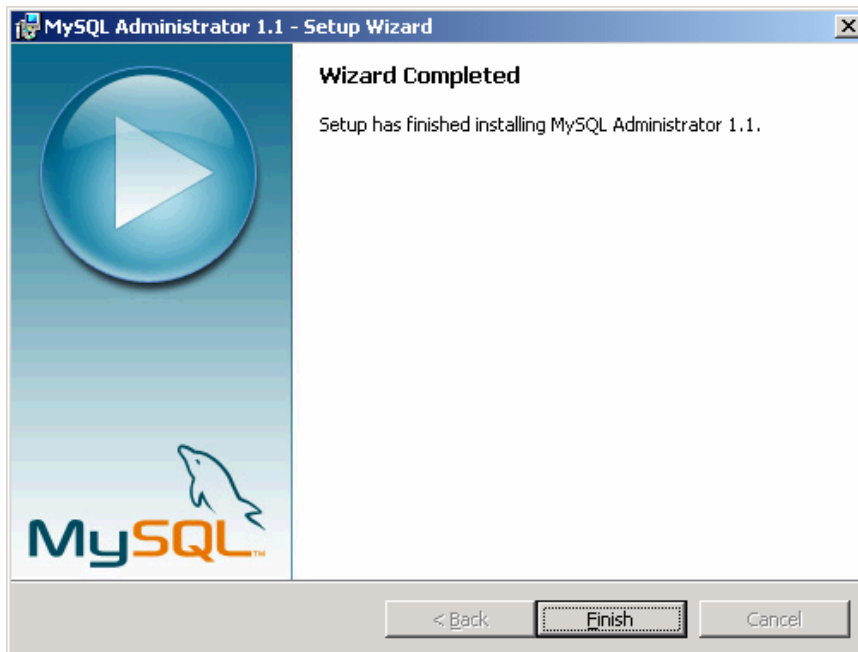 MySQL Administrator 1.1 - Setup Wizard
Wizard Completed
Setup has finished installing MySQL Administrator 1.1.
MySQL™
< Back
Finish
Cancel